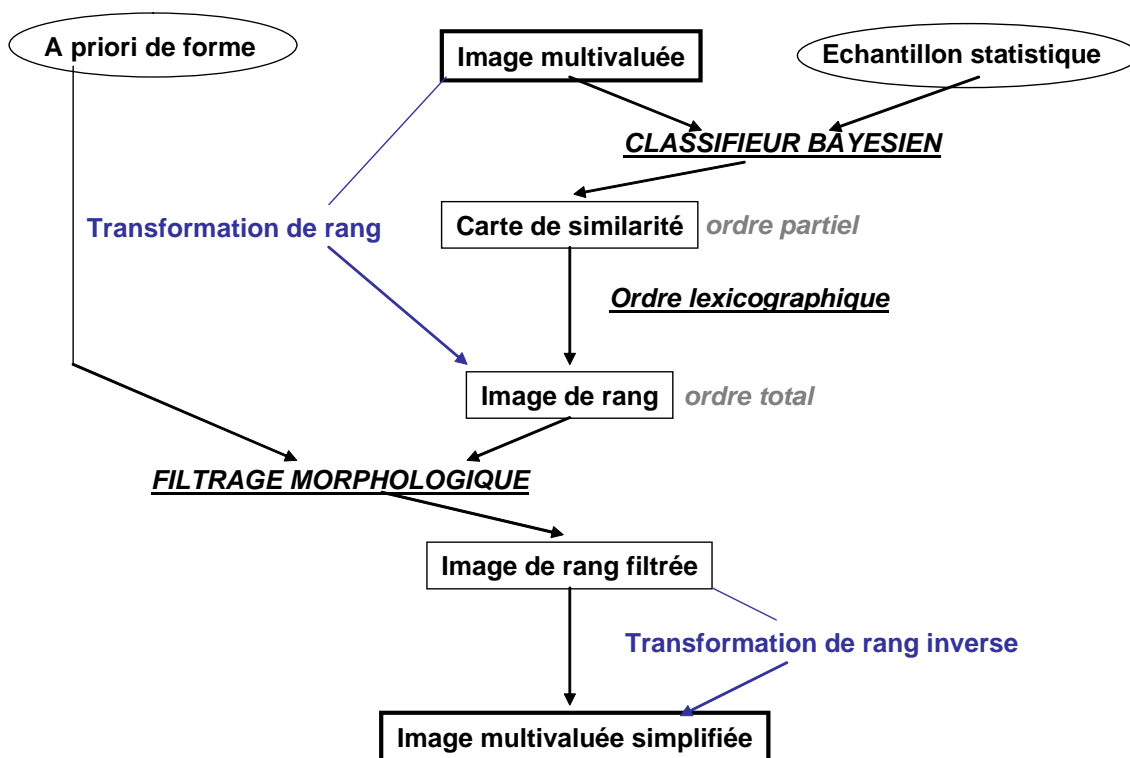 A priori de forme
Image multivaluée
Echantillon statistique
CLASSIFIEUR BAYESIEN
Transformation de rang
Carte de similarité
ordre partiel
Ordre lexicographique
Image de rang
ordre total
FILTRAGE MORPHOLOGIQUE
Image de rang filtrée
Transformation de rang inverse
Image multivaluée simplifiée